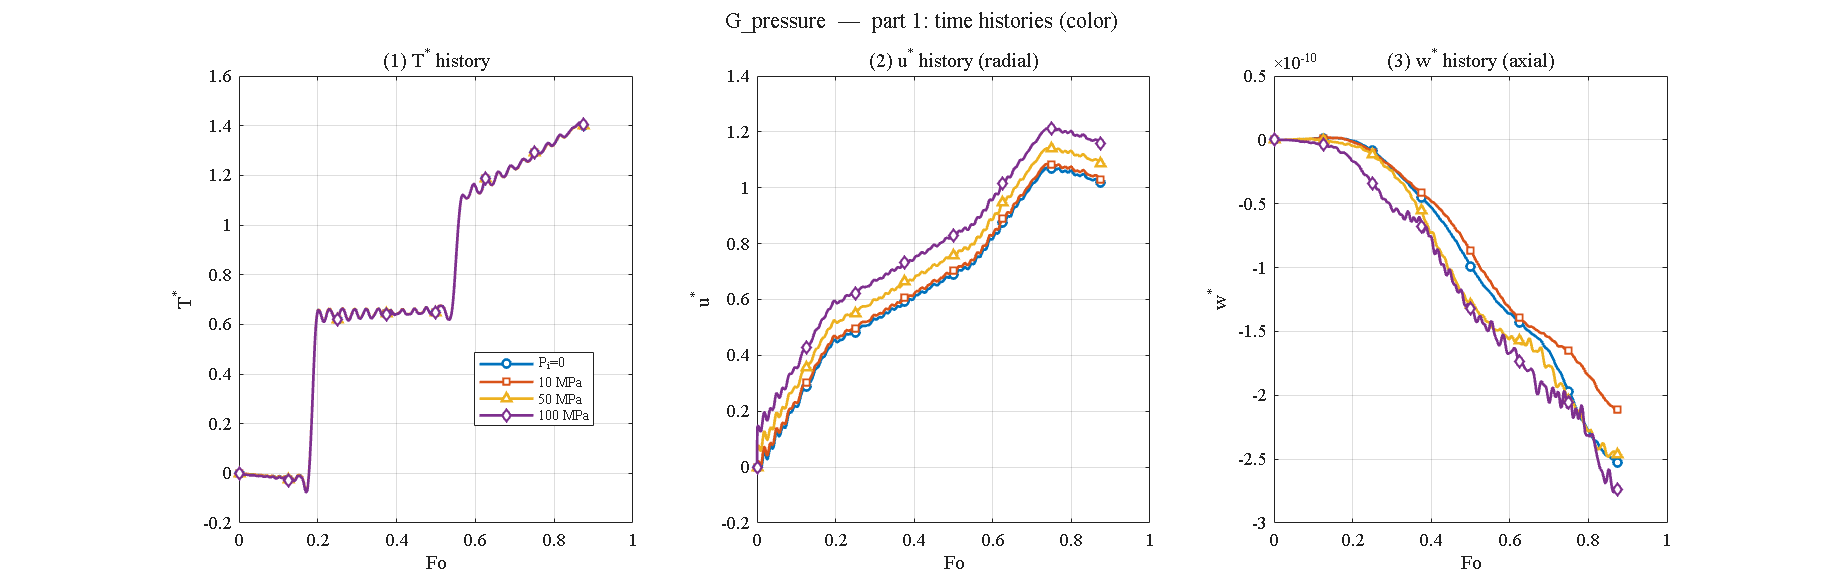 G_pressure — part 1: time histories (color)
(1) T* history
1.6
1.4
1.2
1
0.8
0.6
0.4
0.2
0
-0.2
T*
0 0.2 0.4 0.6 0.8 1
Fo
P_i=0
10 MPa
50 MPa
100 MPa
(2) u* history (radial)
1.4
1.2
1
0.8
0.6
0.4
0.2
0
-0.2
u*
0 0.2 0.4 0.6 0.8 1
Fo
(3) w* history (axial)
×10^-10
0.5
0
-0.5
-1
-1.5
-2
-2.5
-3
w*
0 0.2 0.4 0.6 0.8 1
Fo